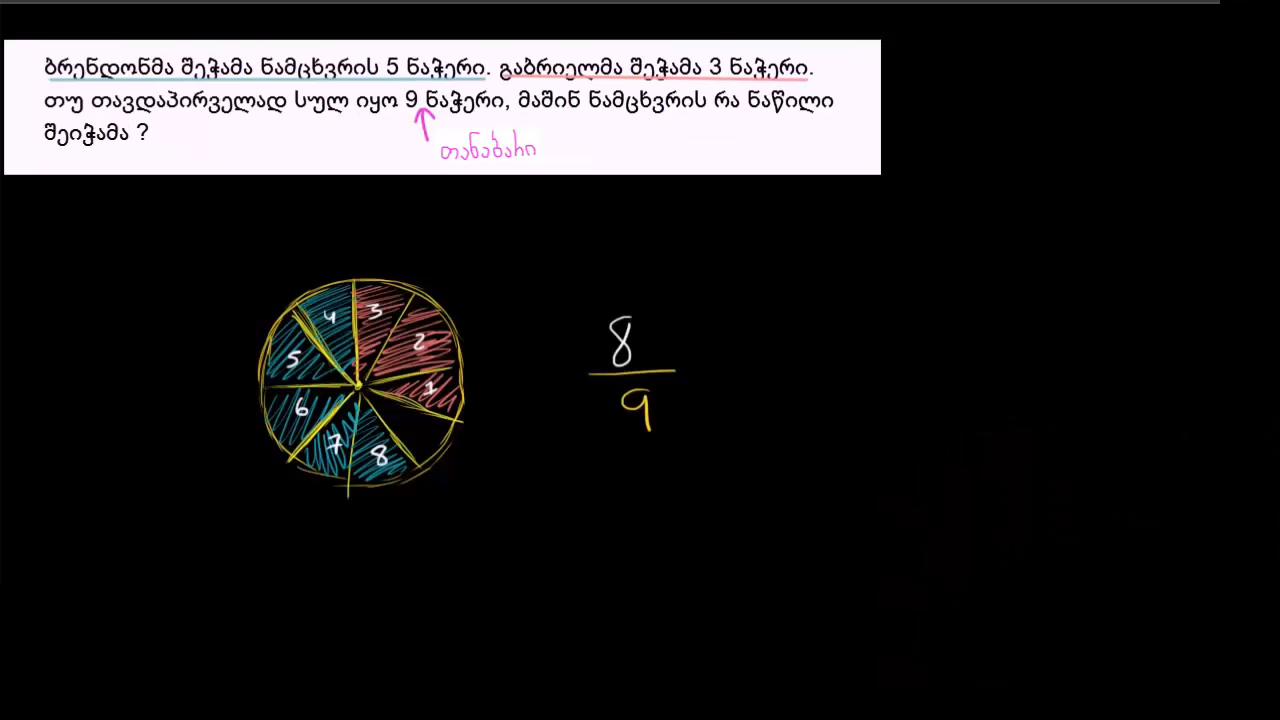 ბრენდონმა შეჭამა ნამცხვრის 5 ნაჭერი. გაბრიელმა შეჭამა 3 ნაჭერი.
თუ თავდაპირველად სულ იყო 9 ნაჭერი, მაშინ ნამცხვრის რა ნაწილი
შეიჭამა ?
თანაბარი
4 3
5 2
6 1
7 8
8
9